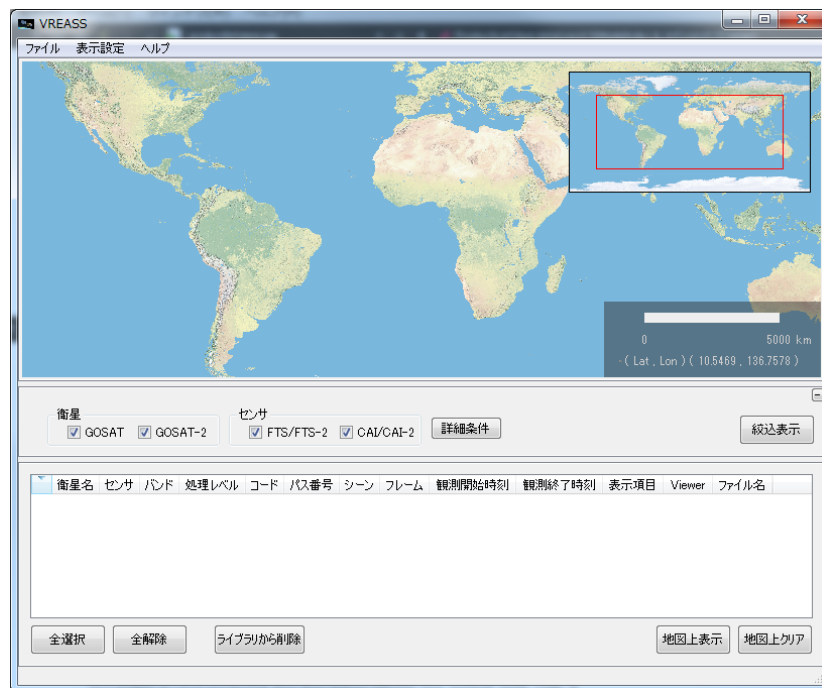 VREASS
ファイル 表示設定 ヘルプ
0 5000 km
( Lat , Lon ) ( 10.5469 , 136.7578 )
衛星 センサ
GOSAT GOSAT-2 FTS/FTS-2 CAI/CAI-2 詳細条件 絞込表示
衛星名 センサ バンド 処理レベル コード パス番号 シーン フレーム 観測開始時刻 観測終了時刻 表示項目 Viewer ファイル名
全選択 全解除 ライブラリから削除 地図上表示 地図上クリア